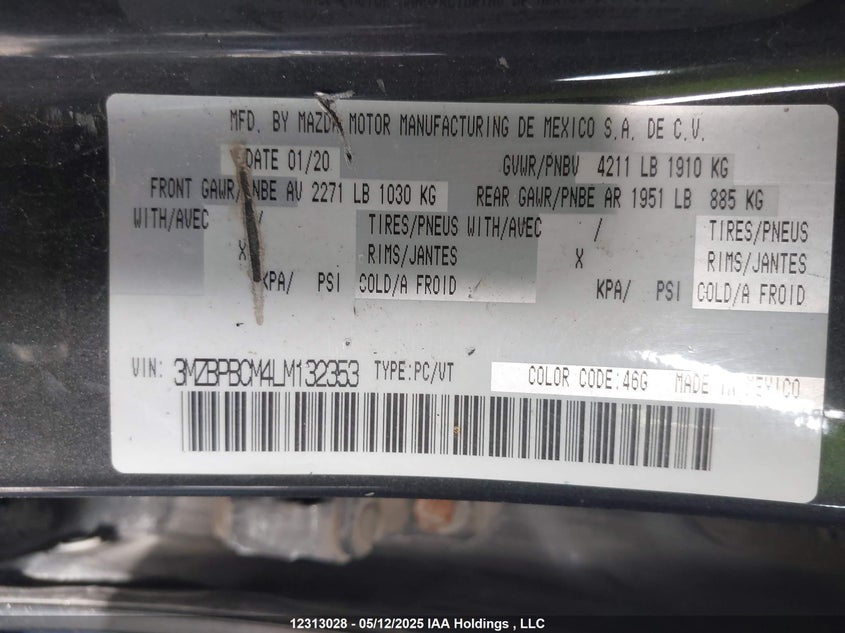 MFD. BY MAZDA MOTOR MANUFACTURING DE MEXICO S.A. DE C.V.
DATE 01/20 GVWR/PNBV 4211 LB 1910 KG
FRONT GAWR/PNBE AV 2271 LB 1030 KG REAR GAWR/PNBE AR 1951 LB 885 KG
WITH/AVEC / TIRES/PNEUS WITH/AVEC / TIRES/PNEUS
X RIMS/JANTES X RIMS/JANTES
KPA/ PSI COLD/A FROID KPA/ PSI COLD/A FROID
VIN: 3MZBPBCM4LM132353 TYPE:PC/VT COLOR CODE:46G MADE IN MEXICO
12313028 - 05/12/2025 IAA Holdings , LLC